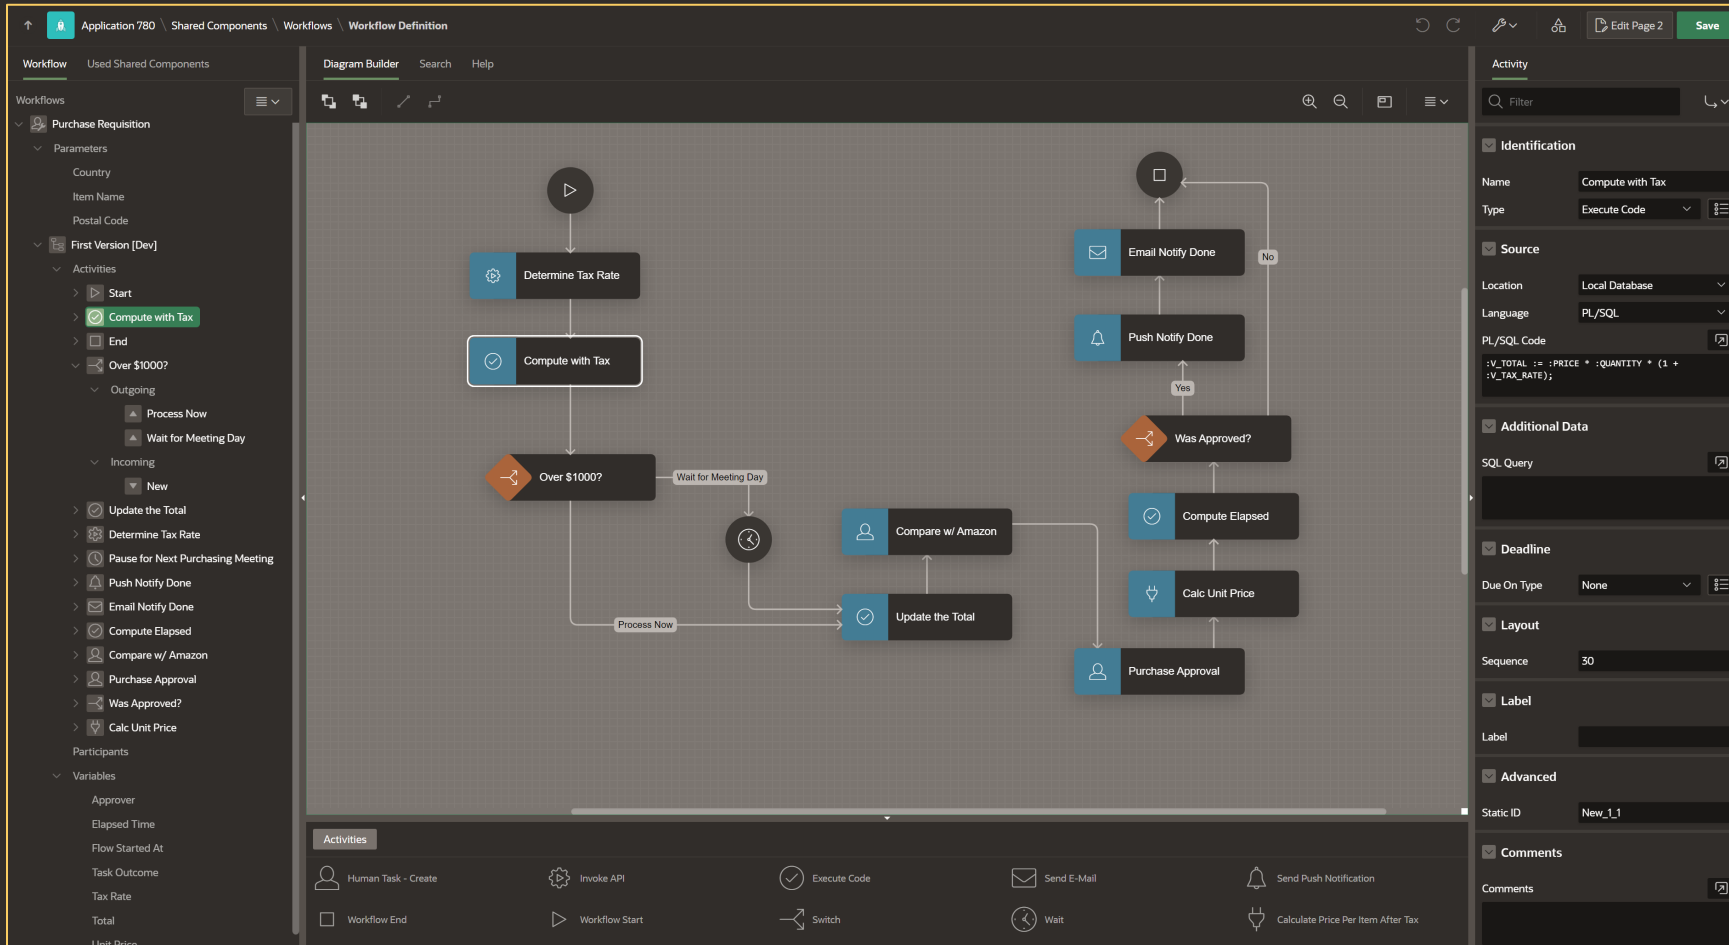 Application 780 \ Shared Components \ Workflows \ Workflow Definition
Edit Page 2
Save
Workflow
Used Shared Components
Workflows
Purchase Requisition
Parameters
Country
Item Name
Postal Code
First Version [Dev]
Activities
Start
Compute with Tax
End
Over $1000?
Outgoing
Process Now
Wait for Meeting Day
Incoming
New
Update the Total
Determine Tax Rate
Pause for Next Purchasing Meeting
Push Notify Done
Email Notify Done
Compute Elapsed
Compare w/ Amazon
Purchase Approval
Was Approved?
Calc Unit Price
Participants
Variables
Approver
Elapsed Time
Flow Started At
Task Outcome
Tax Rate
Total
Unit Price
Diagram Builder
Search
Help
Determine Tax Rate
Compute with Tax
Over $1000?
Wait for Meeting Day
Process Now
Compare w/ Amazon
Update the Total
Email Notify Done
No
Push Notify Done
Yes
Was Approved?
Compute Elapsed
Calc Unit Price
Purchase Approval
Activities
Human Task - Create
Invoke API
Execute Code
Send E-Mail
Send Push Notification
Workflow End
Workflow Start
Switch
Wait
Calculate Price Per Item After Tax
Activity
Filter
Identification
Name
Compute with Tax
Type
Execute Code
Source
Location
Local Database
Language
PL/SQL
PL/SQL Code
:V_TOTAL := :PRICE * :QUANTITY * (1 +
:V_TAX_RATE);
Additional Data
SQL Query
Deadline
Due On Type
None
Layout
Sequence
30
Label
Label
Advanced
Static ID
New_1_1
Comments
Comments